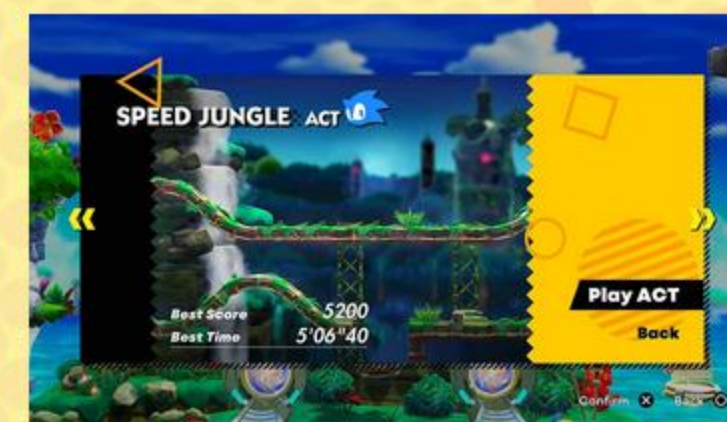 SPEED JUNGLE ACT
Best Score 5200
Best Time 5'06"40
Play ACT
Back
Confirm Back